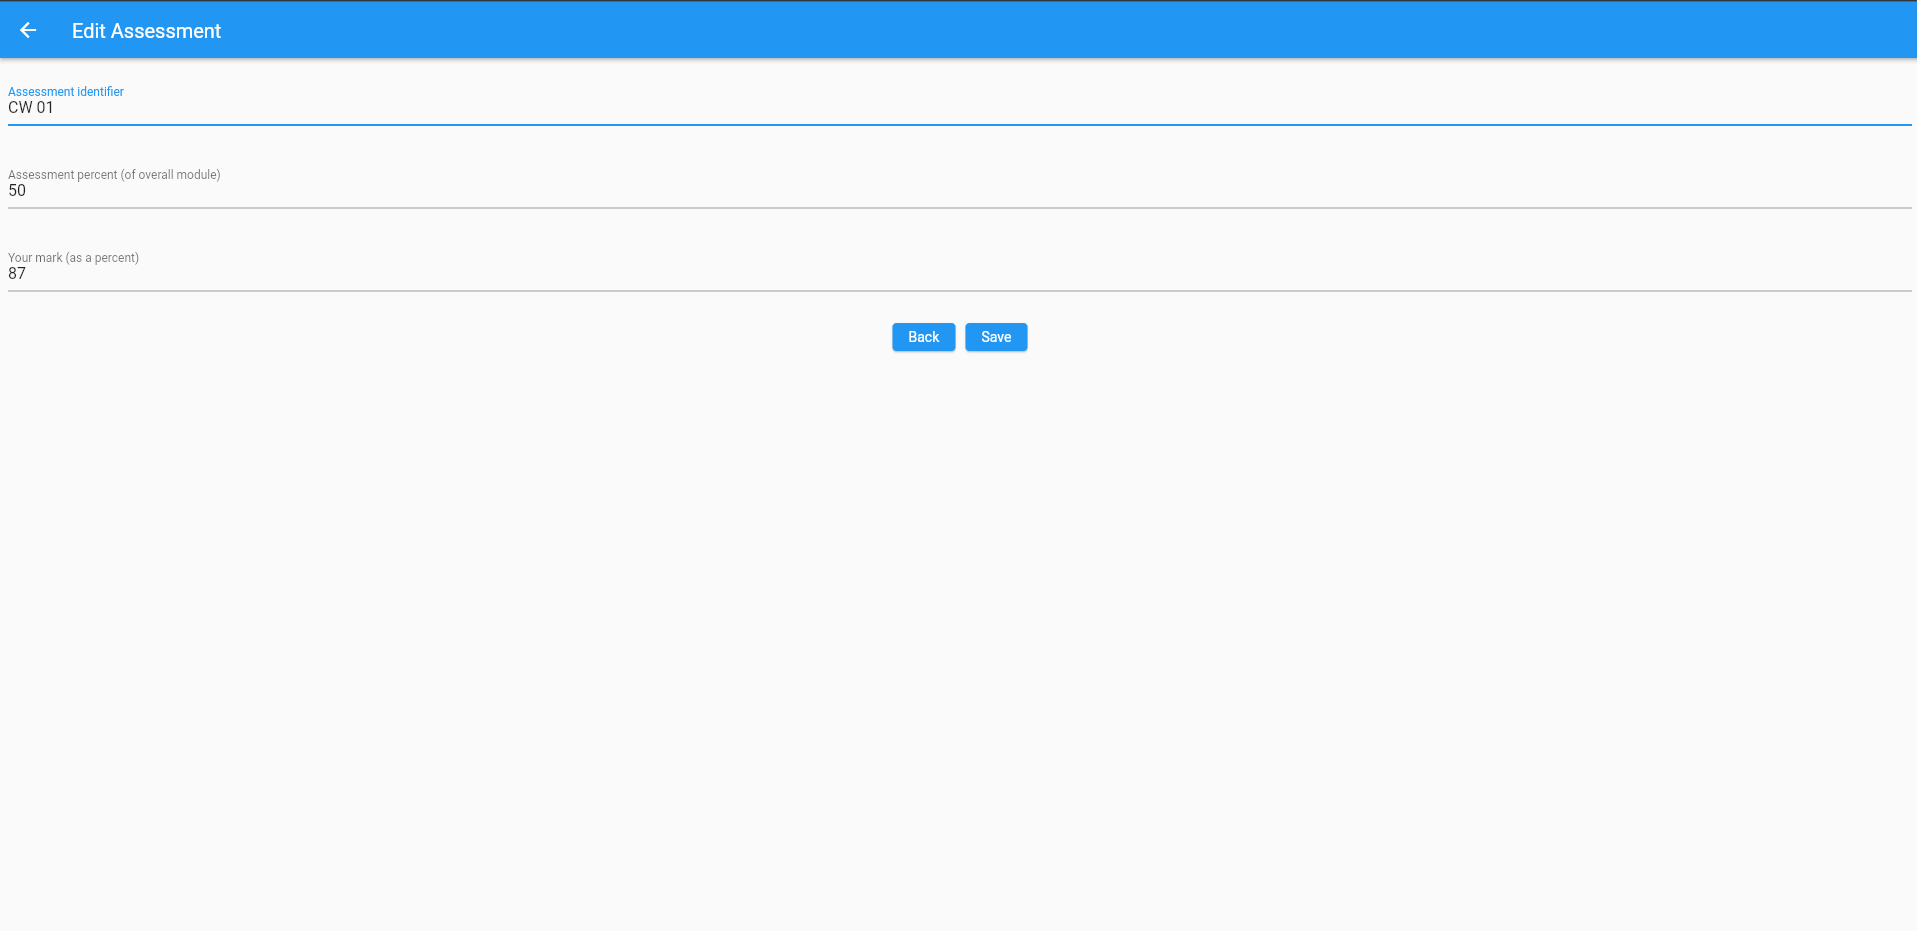 Edit Assessment
Assessment identifier
CW 01
Assessment percent (of overall module)
50
Your mark (as a percent)
87
Back Save